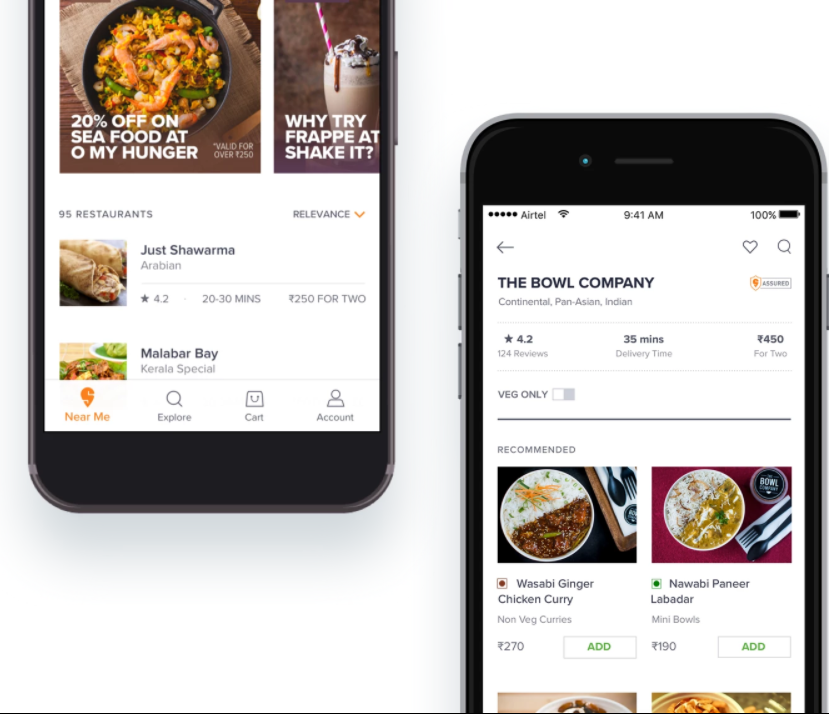 20% OFF ON
SEA FOOD AT
O MY HUNGER
*VALID FOR
OVER ₹250
WHY TRY
FRAPPE AT
SHAKE IT?
95 RESTAURANTS
RELEVANCE
Just Shawarma
Arabian
★ 4.2 · 20-30 MINS ₹250 FOR TWO
Malabar Bay
Kerala Special
Near Me Explore Cart Account
Airtel 9:41 AM 100%
THE BOWL COMPANY
ASSURED
Continental, Pan-Asian, Indian
★ 4.2 35 mins ₹450
124 Reviews Delivery Time For Two
VEG ONLY
RECOMMENDED
BOWL
COMPANY
Wasabi Ginger
Chicken Curry
Non Veg Curries
₹270 ADD
Nawabi Paneer
Labadar
Mini Bowls
₹190 ADD